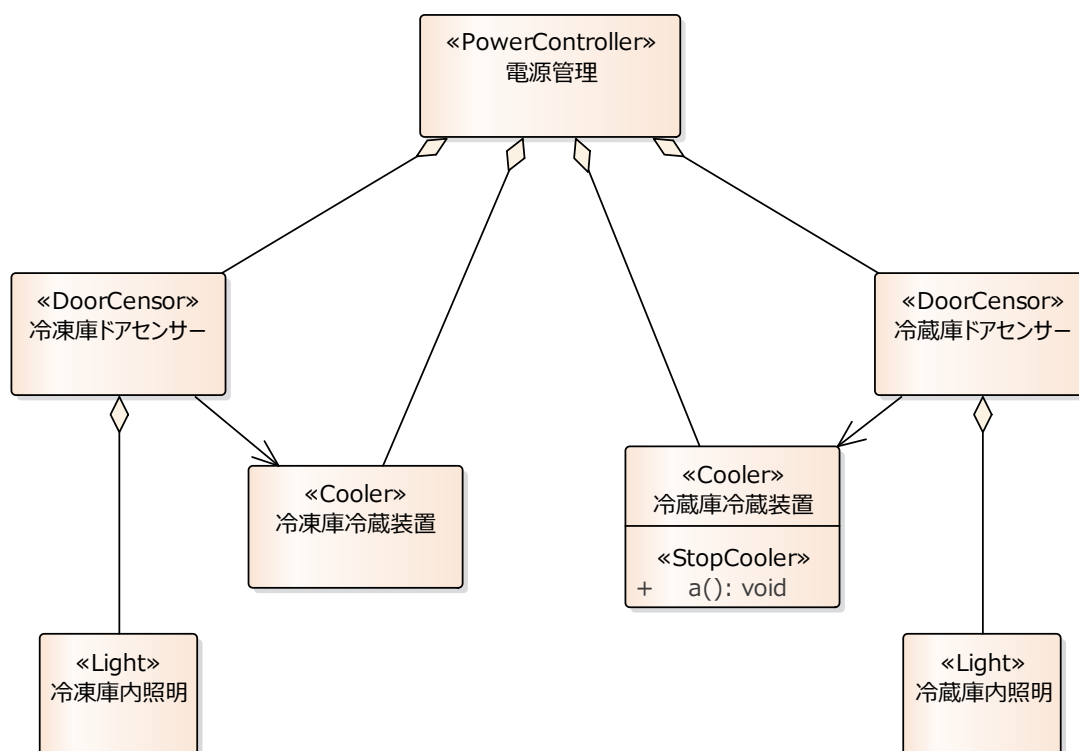 «PowerController»
電源管理
«DoorCensor»
冷凍庫ドアセンサー
«DoorCensor»
冷蔵庫ドアセンサー
«Cooler»
冷凍庫冷蔵装置
«Cooler»
冷蔵庫冷蔵装置
«StopCooler»
+ a(): void
«Light»
冷凍庫内照明
«Light»
冷蔵庫内照明